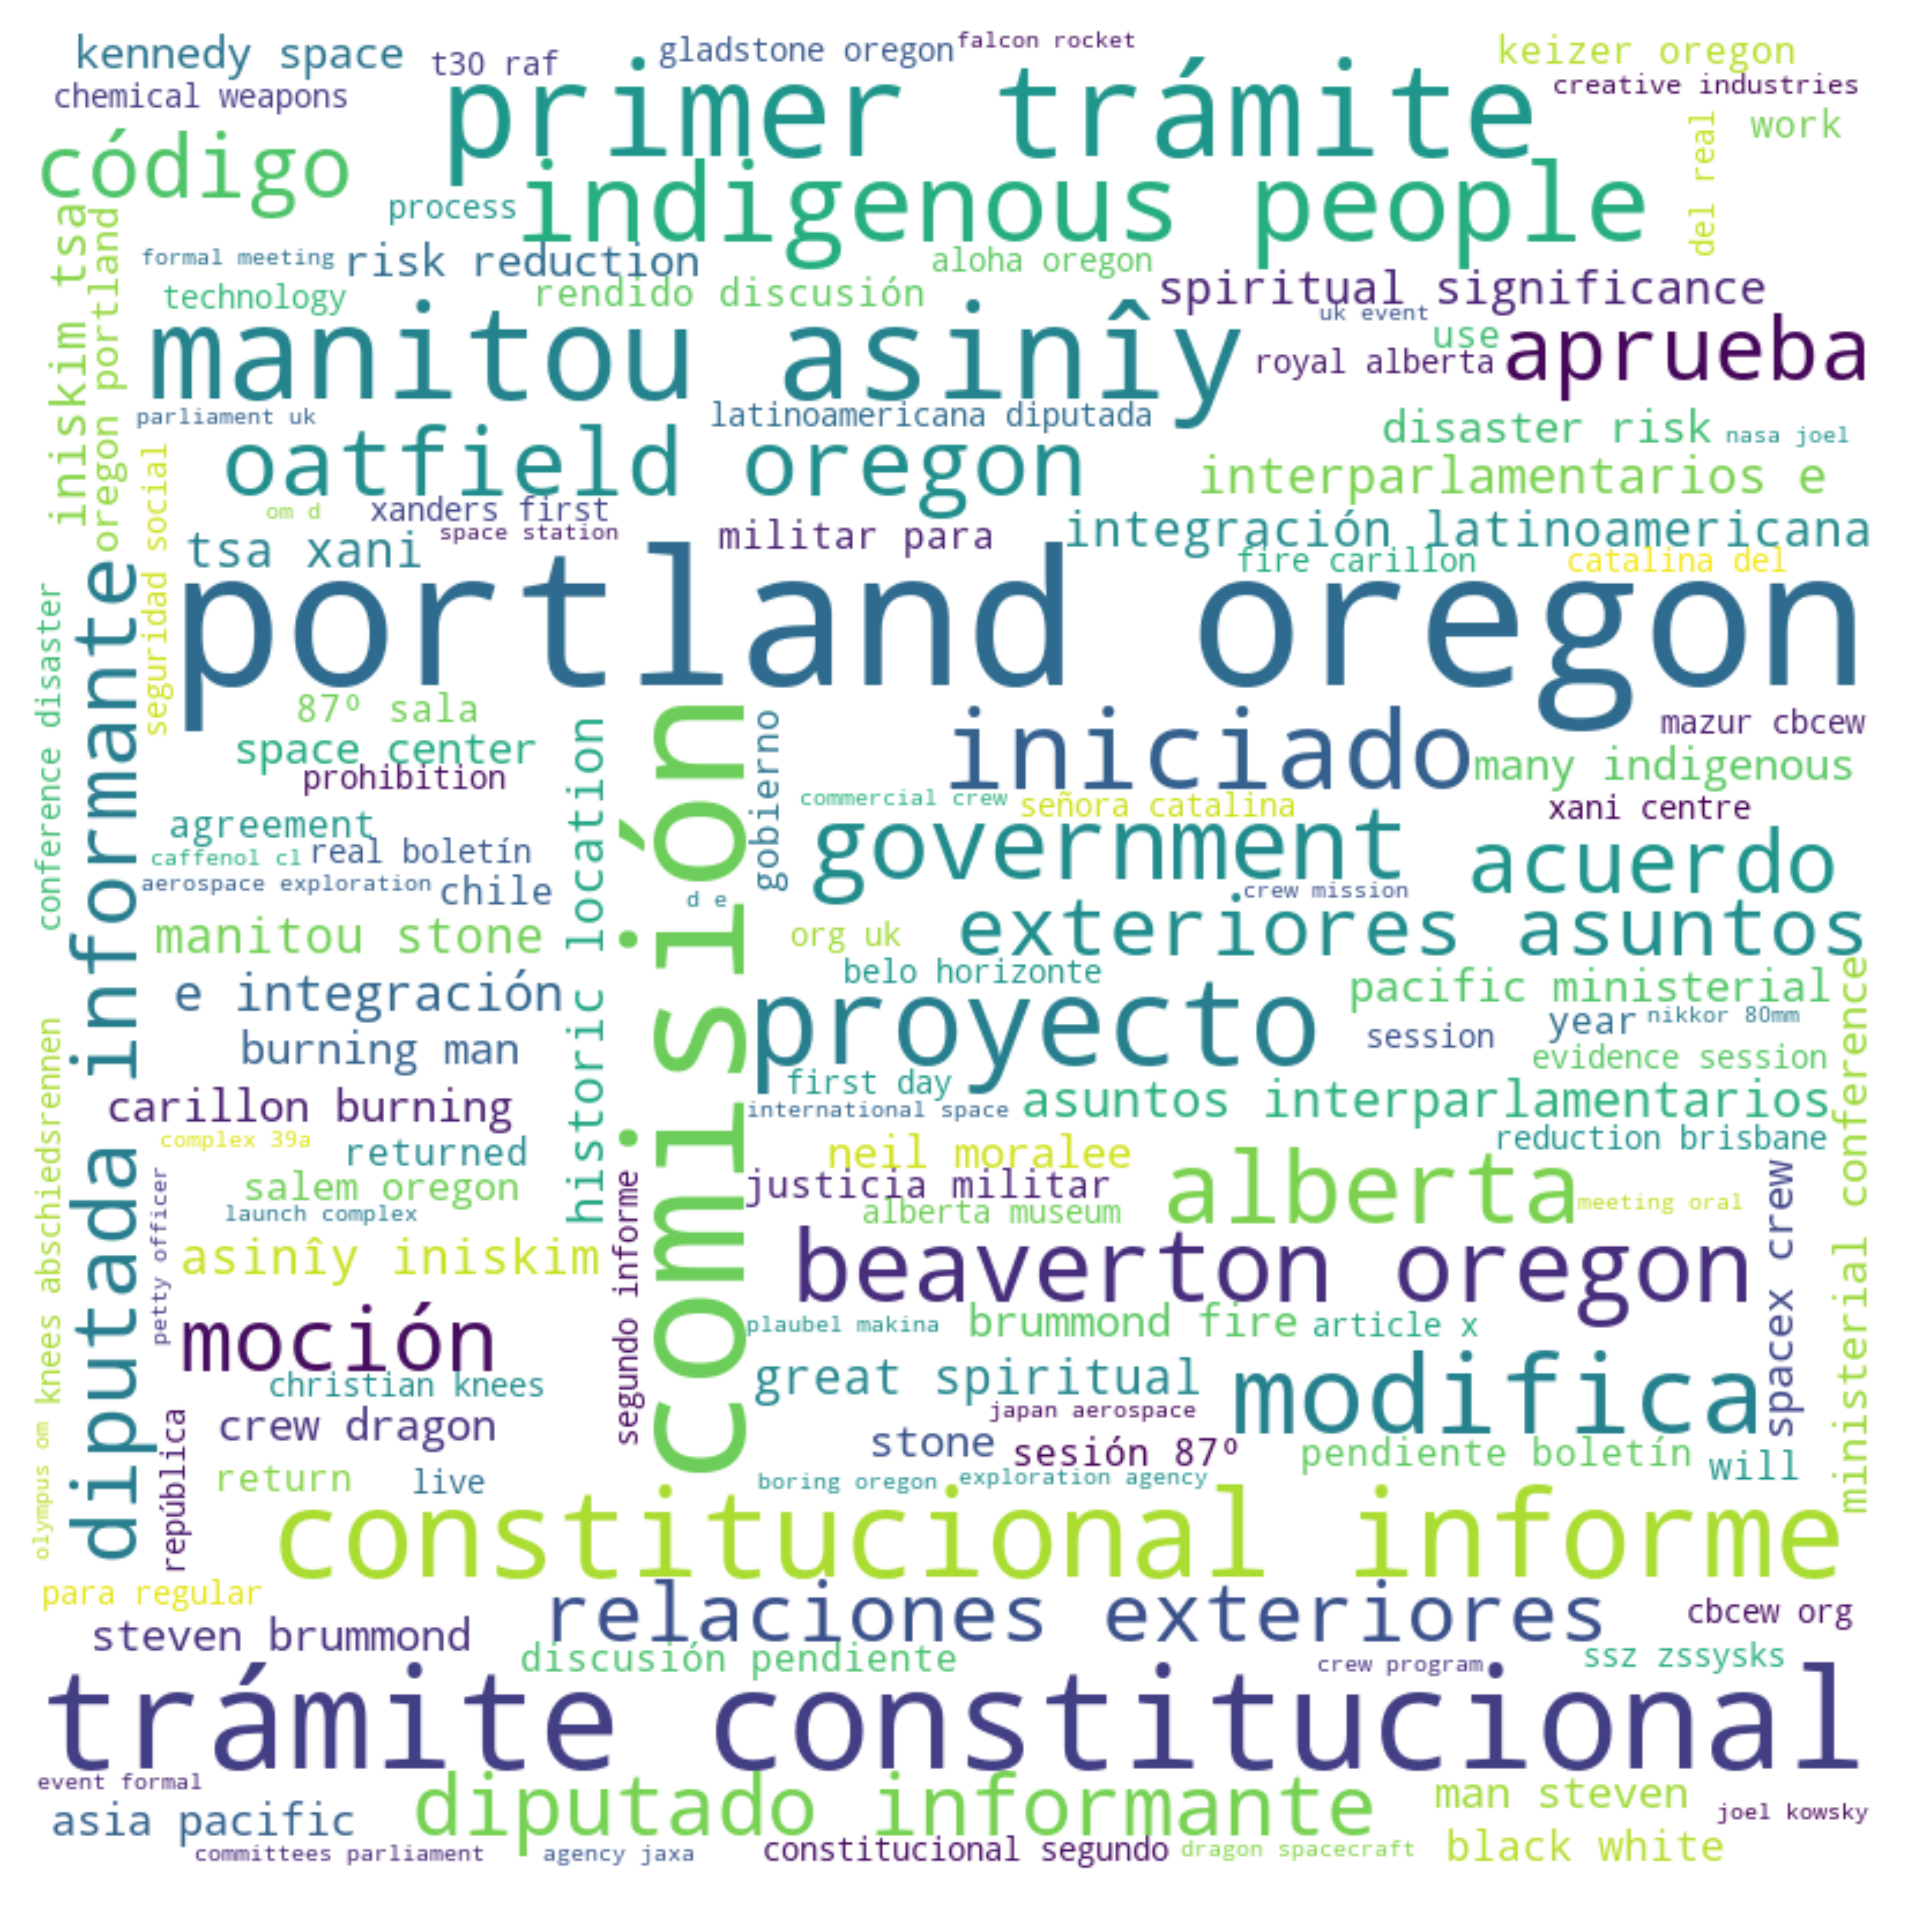 kennedy space
t30 raf
gladstone oregon
falcon rocket
keizer oregon
chemical weapons
primer trámite
creative industries
work
código
del real
process
indigenous people
iniskim tsa
oregon portland
formal meeting
risk reduction
aloha oregon
technology
rendido discusión
spiritual significance
uk event
use
manitou asinîy
royal alberta
aprueba
parliament uk
latinoamericana diputada
disaster risk
nasa joel
oatfield oregon
interparlamentarios e
seguridad social
om d
xanders first
space station
militar para
integración latinoamericana
tsa xani
fire carillon
catalina del
portland oregon
conference disaster
diputada informante
87º sala
historic location
comisión
gobierno
iniciado
mazur cbcew
space center
many indigenous
prohibition
commercial crew
señora catalina
xani centre
agreement
government
acuerdo
caffenol cl
real boletín
aerospace exploration
chile
d e
crew mission
manitou stone
org uk
exteriores asuntos
belo horizonte
e integración
proyecto
pacific ministerial
ministerial conference
year
nikkor 80mm
burning man
session
evidence session
knees abschiedsrennen
first day
carillon burning
international space
asuntos interparlamentarios
complex 39a
returned
neil moralee
reduction brisbane
petty officer
salem oregon
segundo informe
justicia militar
alberta
spacex crew
launch complex
alberta museum
meeting oral
asinîy iniskim
beaverton oregon
moción
plaubel makina
brummond fire
article x
christian knees
great spiritual
modifica
crew dragon
japan aerospace
república
stone
sesión 87º
pendiente boletín
olympus om
return
live
boring oregon
exploration agency
will
constitucional informe
para regular
relaciones exteriores
cbcew org
steven brummond
discusión pendiente
crew program
ssz zssysks
trámite constitucional
event formal
diputado informante
man steven
asia pacific
joel kowsky
committees parliament
agency jaxa
constitucional segundo
dragon spacecraft
black white